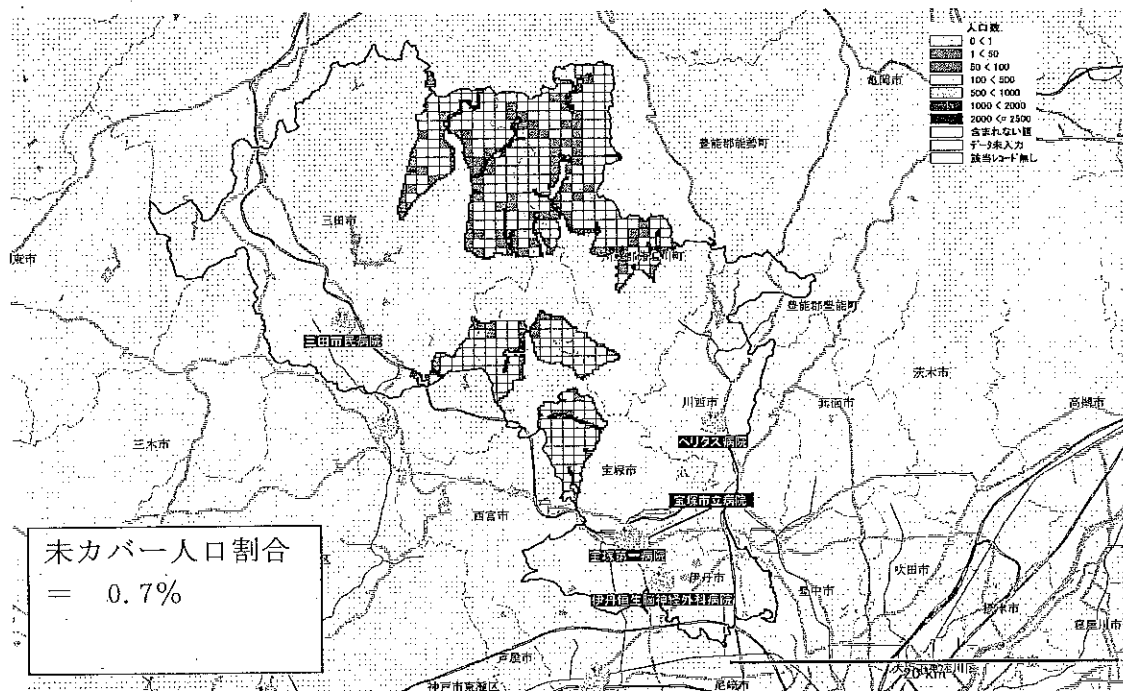 人口数
0 < 1
1 < 50
50 < 100
100 < 500
500 < 1000
1000 < 2000
2000 <= 2500
含まれない値
データ未入力
該当レコード無し
亀岡市
豊能郡能勢町
三田市
川辺郡猪名川町
豊能郡豊能町
三田市民病院
茨木市
川西市
箕面市
高槻市
三木市
ベリタス病院
宝塚市
宝塚市立病院
西宮市
未カバー人口割合
= 0.7%
宝塚第一病院
伊丹市
吹田市
伊丹恒生脳神経外科病院
豊中市
摂津市
寝屋川市
芦屋市
20 km
神戸市東灘区
尼崎市